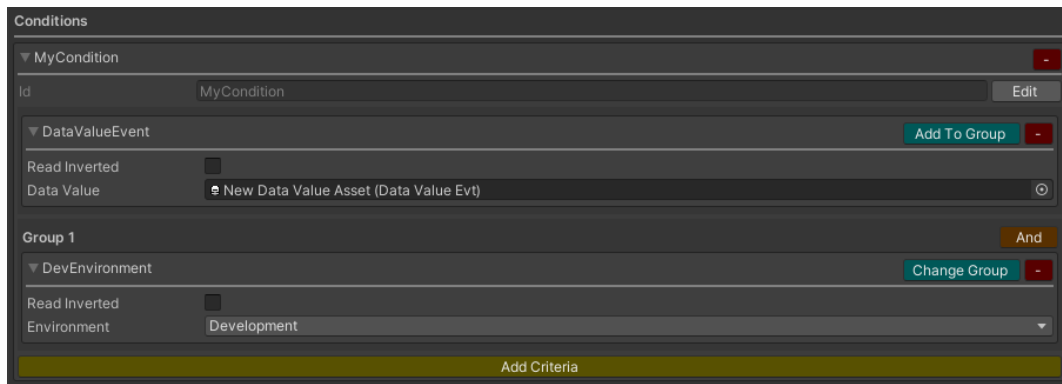 Conditions
MyCondition -
Id MyCondition Edit
DataValueEvent Add To Group -
Read Inverted
Data Value New Data Value Asset (Data Value Evt)
Group 1 And
DevEnvironment Change Group -
Read Inverted
Environment Development
Add Criteria